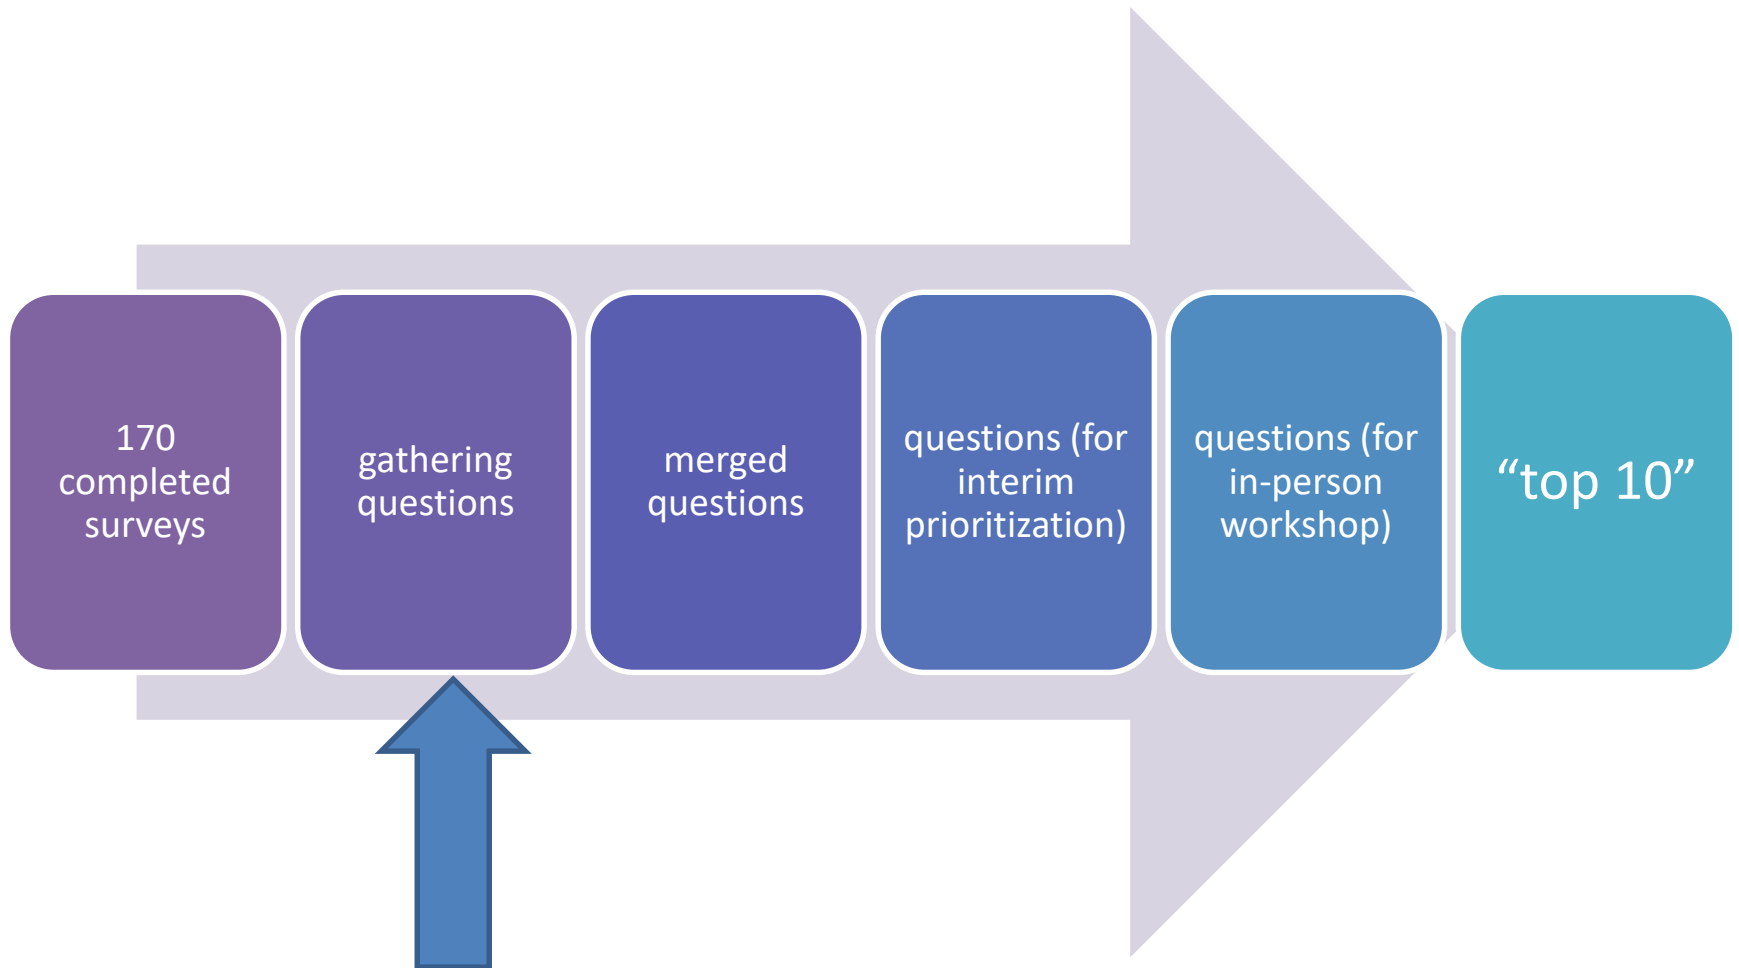 170
completed
surveys
gathering
questions
merged
questions
questions (for
interim
prioritization)
questions (for
in-person
workshop)
“top 10”